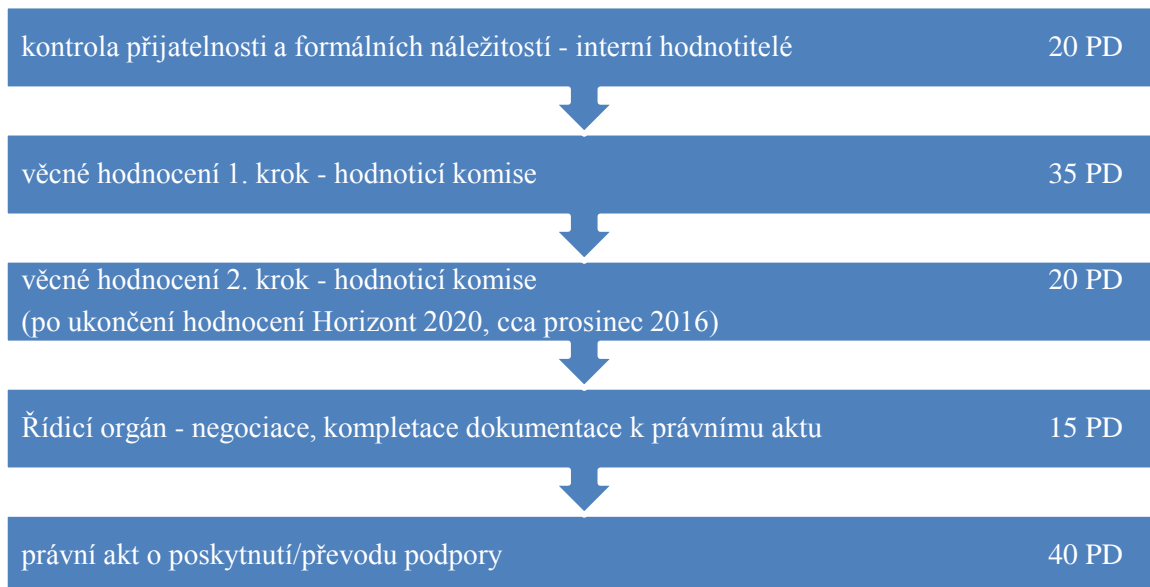 kontrola přijatelnosti a formálních náležitostí - interní hodnotitelé 20 PD
věcné hodnocení 1. krok - hodnoticí komise 35 PD
věcné hodnocení 2. krok - hodnoticí komise 20 PD
(po ukončení hodnocení Horizont 2020, cca prosinec 2016)
Řídicí orgán - negociace, kompletace dokumentace k právnímu aktu 15 PD
právní akt o poskytnutí/převodu podpory 40 PD